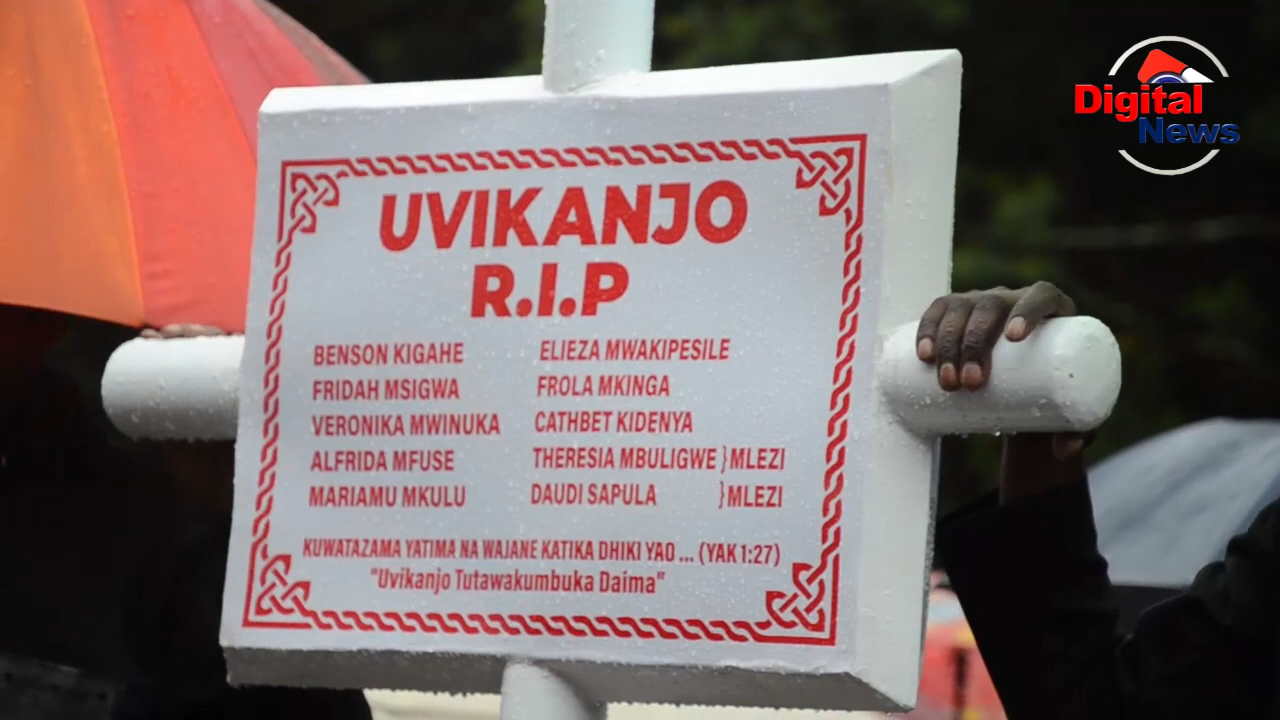 Digital
News
UVIKANJO
R.I.P
BENSON KIGAHE
FRIDAH MSIGWA
VERONIKA MWINUKA
ALFRIDA MFUSE
MARIAMU MKULU
ELIEZA MWAKIPESILE
FROLA MKINGA
CATHBET KIDENYA
THERESIA MBULIGWE }MLEZI
DAUDI SAPULA }MLEZI
KUWATAZAMA YATIMA NA WAJANE KATIKA DHIKI YAO ... (YAK 1:27)
"Uvikanjo Tutawakumbuka Daima"